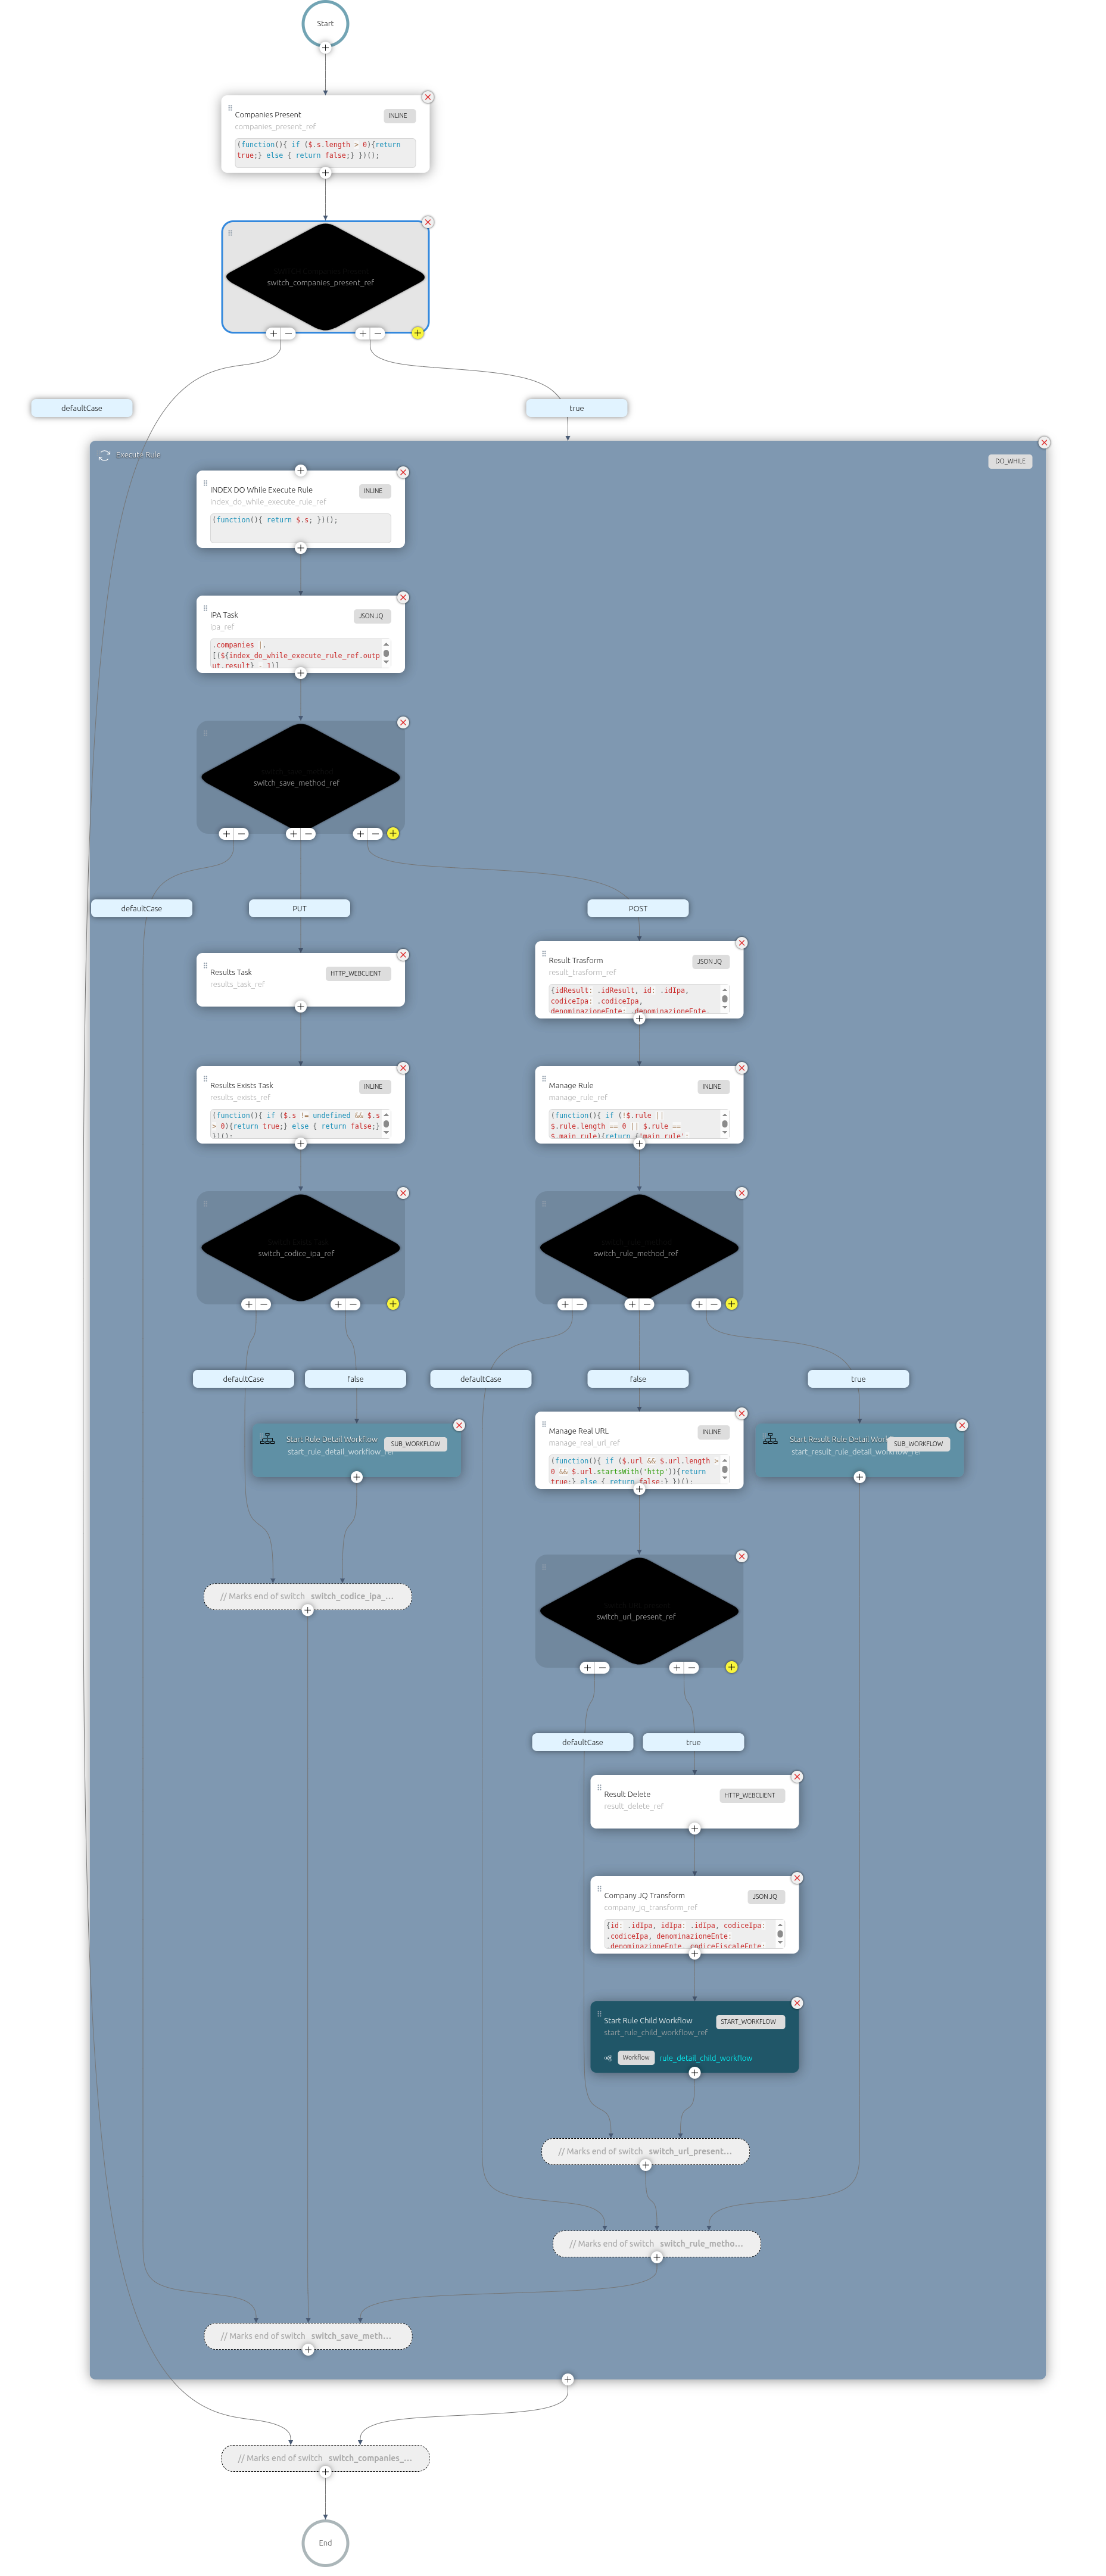 Start
Companies Present
INLINE
companies_present_ref
(function(){ if ($.s.length > 0){return
true;} else { return false;} })();
switch_companies_present_ref
defaultCase
true
Execute Rule
DO_WHILE
INDEX DO While Execute Rule
INLINE
index_do_while_execute_rule_ref
(function(){ return $.s; })();
IPA Task
JSON JQ
ipa_ref
.companies |.
[(${index_do_while_execute_rule_ref.outp
ut.result} - 1)]
switch_save_method_ref
defaultCase
PUT
POST
Results Task
HTTP_WEBCLIENT
results_task_ref
Result Trasform
JSON JQ
result_trasform_ref
{idResult: .idResult, id: .idIpa,
codiceIpa: .codiceIpa,
denominazioneEnte: .denominazioneEnte,
Results Exists Task
INLINE
results_exists_ref
(function(){ if ($.s != undefined && $.s
> 0){return true;} else { return false;}
})();
Manage Rule
INLINE
manage_rule_ref
(function(){ if (!$.rule ||
$.rule.length == 0 || $.rule ==
$.main_rule){return {'main_rule':
switch_codice_ipa_ref
switch_rule_method_ref
defaultCase
false
defaultCase
false
true
Start Rule Detail Workflow
SUB_WORKFLOW
start_rule_detail_workflow_ref
Manage Real URL
INLINE
manage_real_url_ref
(function(){ if ($.url && $.url.length >
0 && $.url.startsWith('http')){return
true;} else { return false;} })();
Start Result Rule Detail
SUB_WORKFLOW
start_result_rule_detail_workflow_ref
// Marks end of switch switch_codice_ipa_...
switch_url_present_ref
defaultCase
true
Result Delete
HTTP_WEBCLIENT
result_delete_ref
Company JQ Transform
JSON JQ
company_jq_transform_ref
{id: .idIpa, idIpa: .idIpa, codiceIpa:
.codiceIpa, denominazioneEnte:
.denominazioneEnte, codiceFiscaleEnte:
Start Rule Child Workflow
START_WORKFLOW
start_rule_child_workflow_ref
Workflow
rule_detail_child_workflow
// Marks end of switch switch_url_present...
// Marks end of switch switch_rule_metho...
// Marks end of switch switch_save_meth...
// Marks end of switch switch_companies_...
End